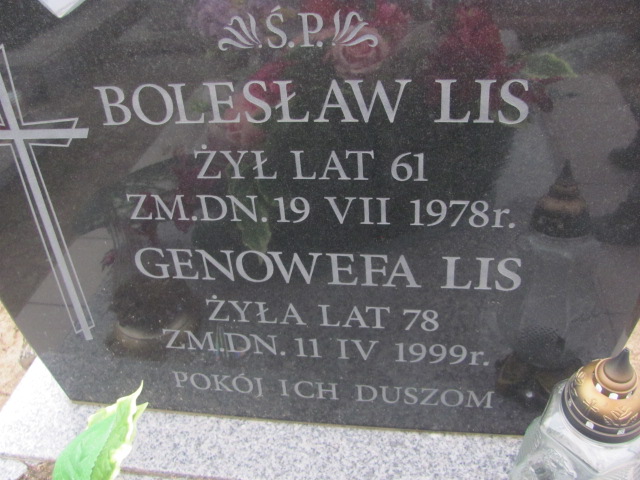 Ś.P.
BOLESŁAW LIS
ŻYŁ LAT 61
ZM.DN. 19 VII 1978r.
GENOWEFA LIS
ŻYŁA LAT 78
ZM.DN. 11 IV 1999r.
POKÓJ ICH DUSZOM